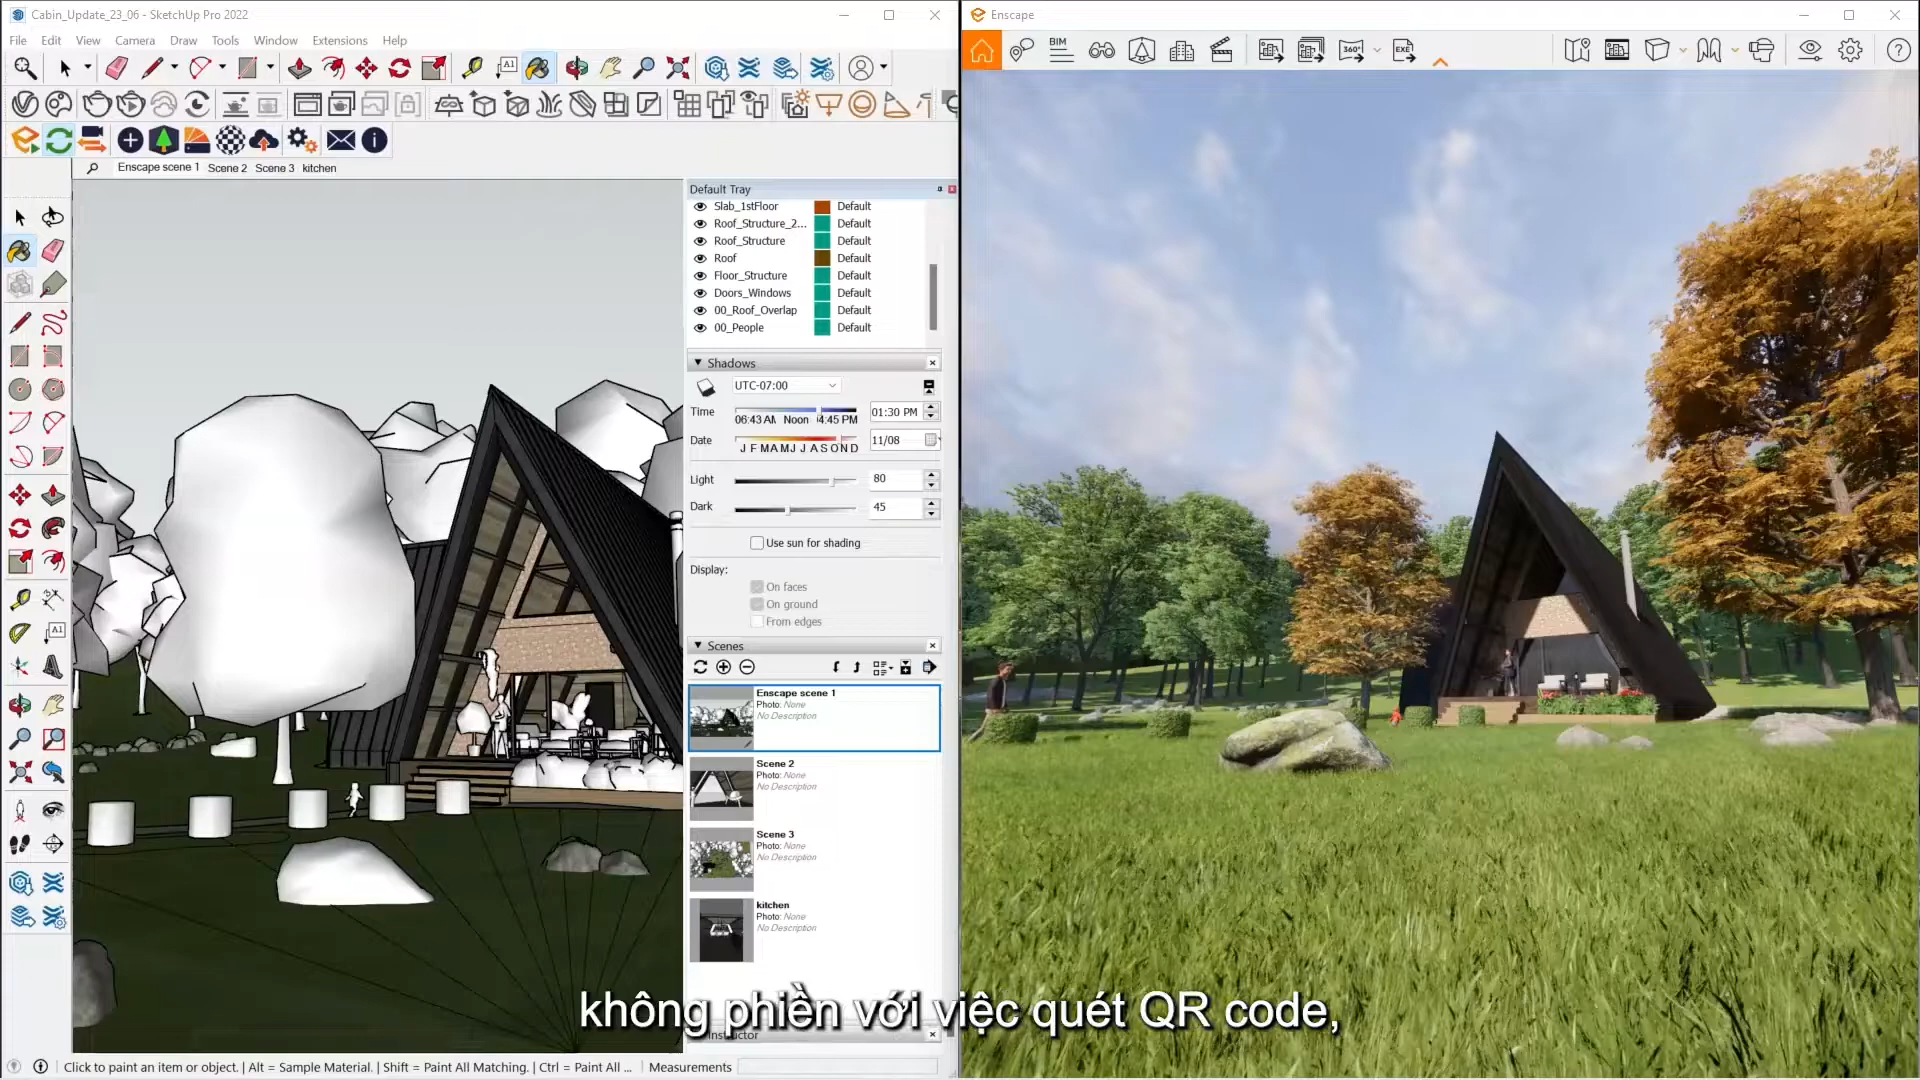 Cabin_Update_23_06 - SketchUp Pro 2022
File Edit View Camera Draw Tools Window Extensions Help
Enscape scene 1 Scene 2 Scene 3 kitchen
Default Tray
Slab_1stFloor Default
Roof_Structure_2... Default
Roof_Structure Default
Roof Default
Floor_Structure Default
Doors_Windows Default
00_Roof_Overlap Default
00_People Default
Shadows
UTC-07:00
Time 01:30 PM
06:43 AM Noon 4:45 PM
Date 11/08
J F M A M J J A S O N D
Light 80
Dark 45
Use sun for shading
Display:
On faces
On ground
From edges
Scenes
Enscape scene 1
Photo: None
No Description
Scene 2
Photo: None
No Description
Scene 3
Photo: None
No Description
kitchen
Photo: None
No Description
Instructor
Click to paint an item or object. | Alt = Sample Material. | Shift = Paint All Matching. | Ctrl = Paint All ... Measurements
Enscape
BIM
360°
EXE
không phiền với việc quét QR code,